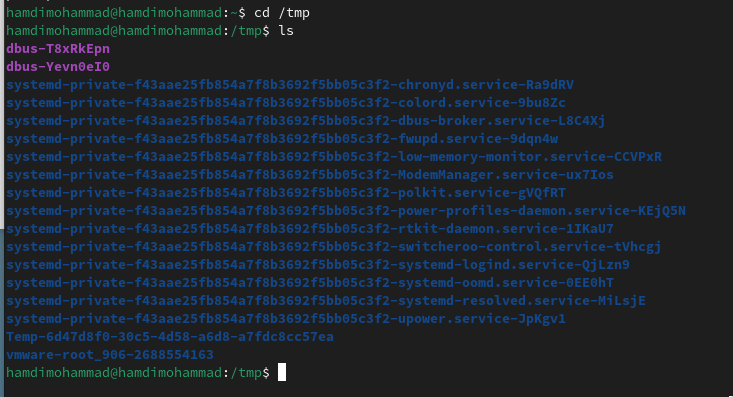 hamdimohammad@hamdimohammad:~$ cd /tmp
hamdimohammad@hamdimohammad:/tmp$ ls
dbus-T8xRkEpn
dbus-Yevn0eI0
systemd-private-f43aae25fb854a7f8b3692f5bb05c3f2-chronyd.service-Ra9dRV
systemd-private-f43aae25fb854a7f8b3692f5bb05c3f2-colord.service-9bu8Zc
systemd-private-f43aae25fb854a7f8b3692f5bb05c3f2-dbus-broker.service-L8C4Xj
systemd-private-f43aae25fb854a7f8b3692f5bb05c3f2-fwupd.service-9dqn4w
systemd-private-f43aae25fb854a7f8b3692f5bb05c3f2-low-memory-monitor.service-CCVPxR
systemd-private-f43aae25fb854a7f8b3692f5bb05c3f2-ModemManager.service-ux7Ios
systemd-private-f43aae25fb854a7f8b3692f5bb05c3f2-polkit.service-gVQfRT
systemd-private-f43aae25fb854a7f8b3692f5bb05c3f2-power-profiles-daemon.service-KEjQ5N
systemd-private-f43aae25fb854a7f8b3692f5bb05c3f2-rtkit-daemon.service-1IKaU7
systemd-private-f43aae25fb854a7f8b3692f5bb05c3f2-switcheroo-control.service-tVhcgj
systemd-private-f43aae25fb854a7f8b3692f5bb05c3f2-systemd-logind.service-QjLzn9
systemd-private-f43aae25fb854a7f8b3692f5bb05c3f2-systemd-oomd.service-0EE0hT
systemd-private-f43aae25fb854a7f8b3692f5bb05c3f2-systemd-resolved.service-MiLsjE
systemd-private-f43aae25fb854a7f8b3692f5bb05c3f2-upower.service-JpKgv1
Temp-6d47d8f0-30c5-4d58-a6d8-a7fdc8cc57ea
vmware-root_906-2688554163
hamdimohammad@hamdimohammad:/tmp$